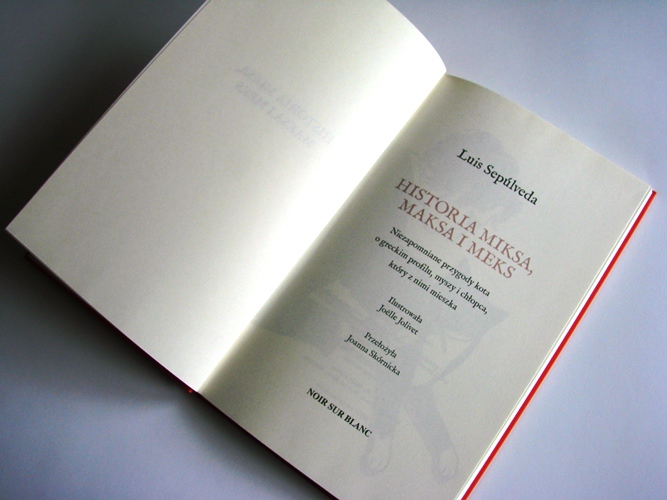 Luis Sepúlveda
HISTORIA MIKSA,
MAKSA I MEKS
Niezapomniane przygody kota
o greckim profilu, myszy i chłopca,
który z nimi mieszka
Ilustrowała
Joëlle Jolivet
Przełożyła
Joanna Skórnicka
NOIR SUR BLANC